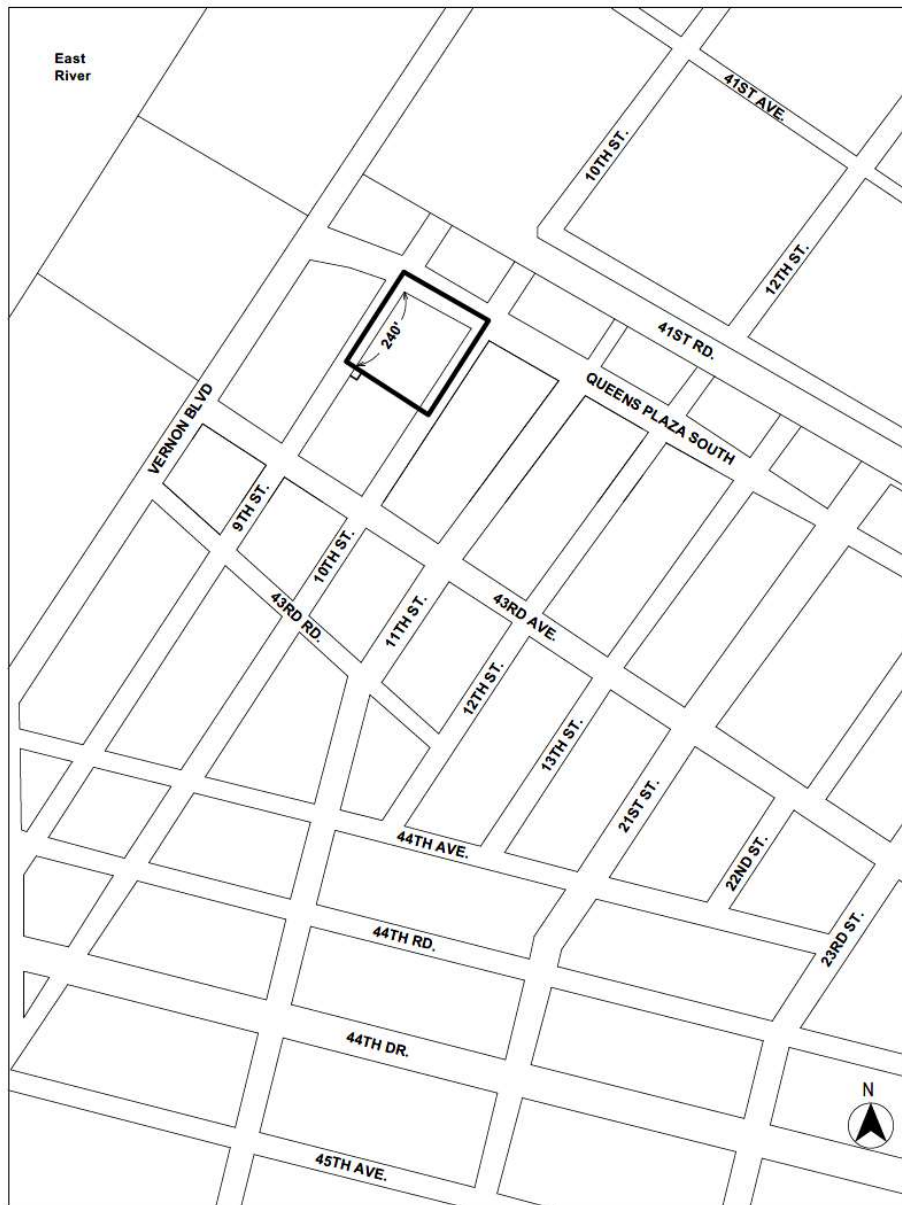 East
River
41ST AVE.
10TH ST.
12TH ST.
41ST RD.
240'
QUEENS PLAZA SOUTH
VERNON BLVD
9TH ST.
10TH ST.
43RD RD.
11TH ST.
43RD AVE.
12TH ST.
13TH ST.
21ST ST.
44TH AVE.
22ND ST.
23RD ST.
44TH RD.
44TH DR.
N
45TH AVE.